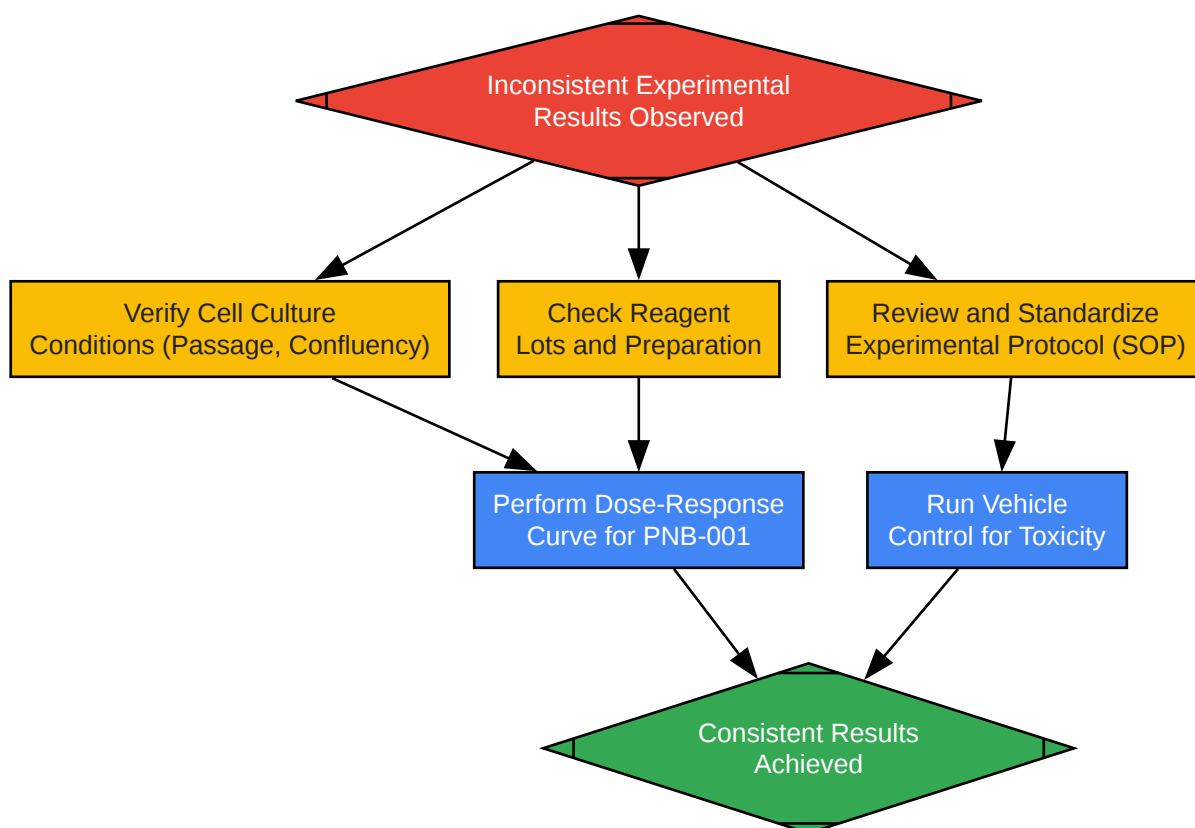 Inconsistent Experimental
Results Observed
Verify Cell Culture
Conditions (Passage, Confluency)
Check Reagent
Lots and Preparation
Review and Standardize
Experimental Protocol (SOP)
Perform Dose-Response
Curve for PNB-001
Run Vehicle
Control for Toxicity
Consistent Results
Achieved